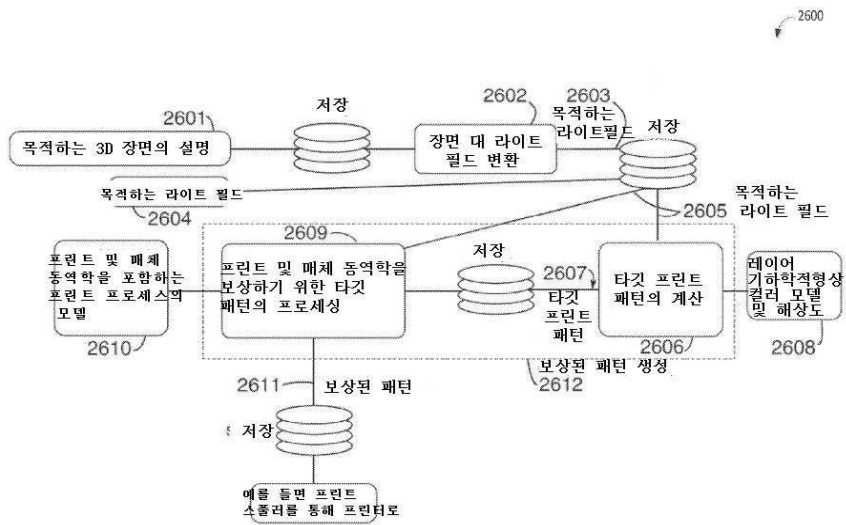 2600
2601
목적하는 3D 장면의 설명
저장
2602
장면 대 라이트
필드 변환
2603
목적하는
라이트필드
저장
목적하는 라이트 필드
2604
2605
목적하는
라이트 필드
2609
프린트 및 매체 동역학을
보상하기 위한 타깃
패턴의 프로세싱
프린트 및 매체
동역학을 포함하는
프린트 프로세스의
모델
2610
저장
2607
타깃
프린트
패턴
타깃 프린트
패턴의 계산
2606
레이어
기하학적형상
컬러 모델
및 해상도
2608
2612
보상된 패턴 생성
2611
보상된 패턴
저장
예를 들면 프린트
스풀러를 통해 프린터로